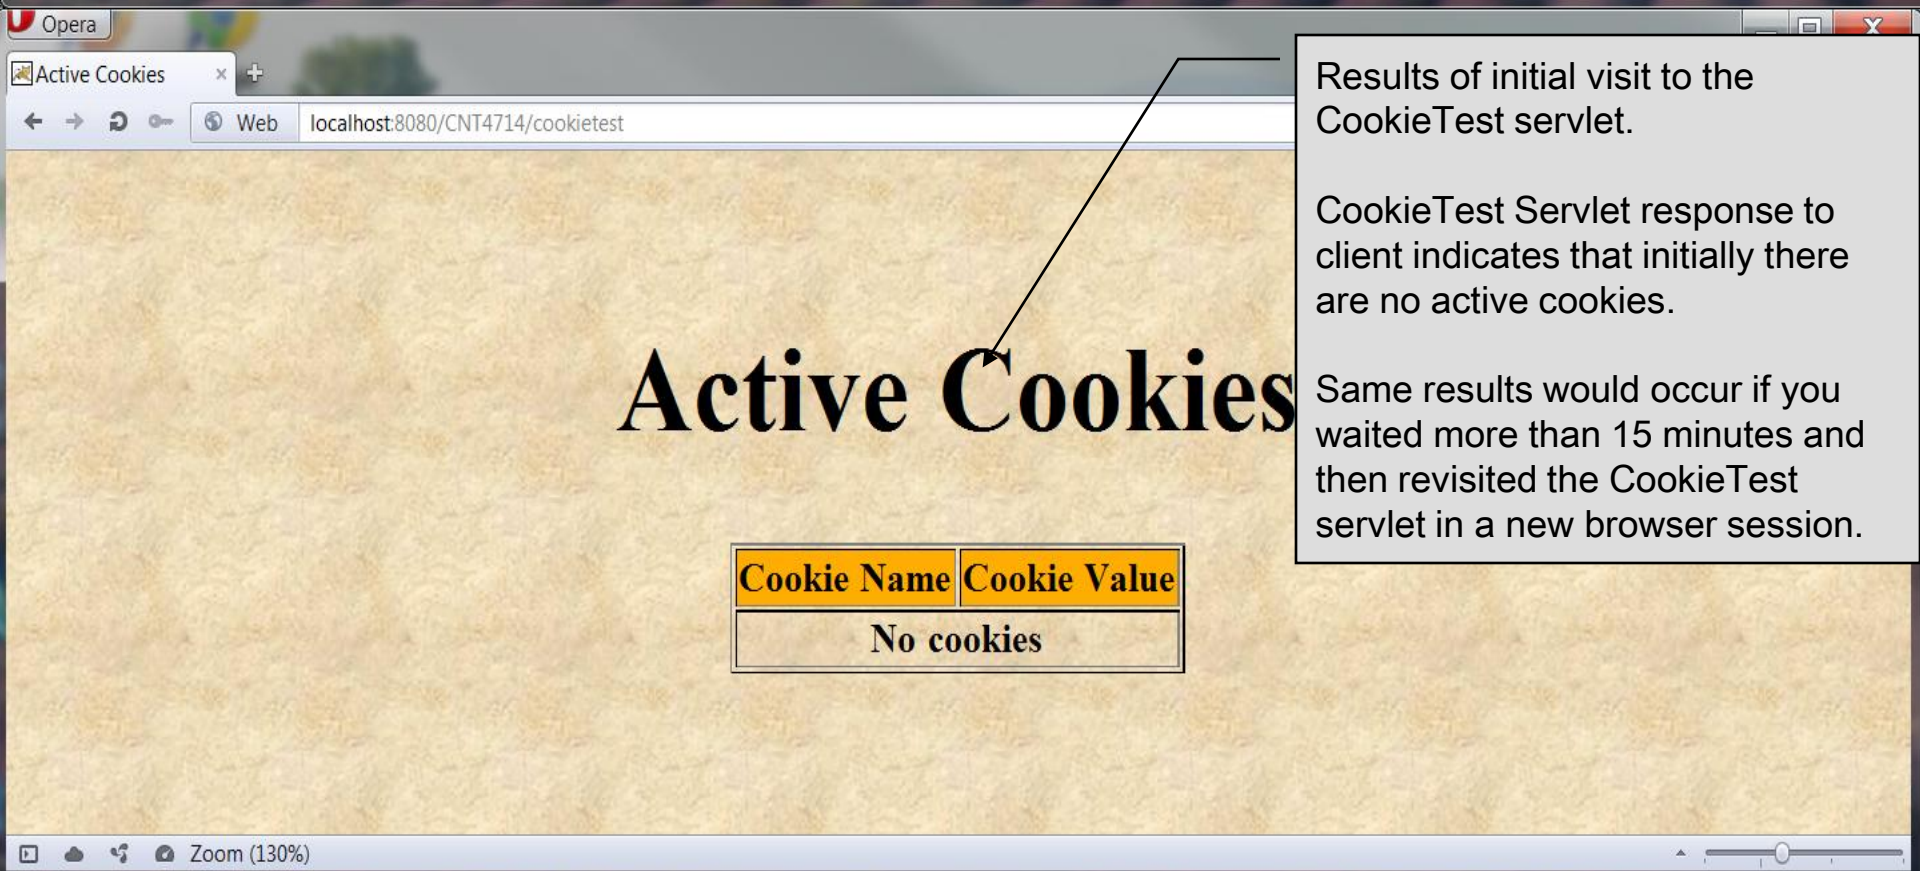 Opera
Active Cookies
Web localhost:8080/CNT4714/cookietest
Results of initial visit to the
CookieTest servlet.
CookieTest Servlet response to
client indicates that initially there
are no active cookies.
Same results would occur if you
waited more than 15 minutes and
then revisited the CookieTest
servlet in a new browser session.
Active Cookies
Cookie Name Cookie Value
No cookies
Zoom (130%)